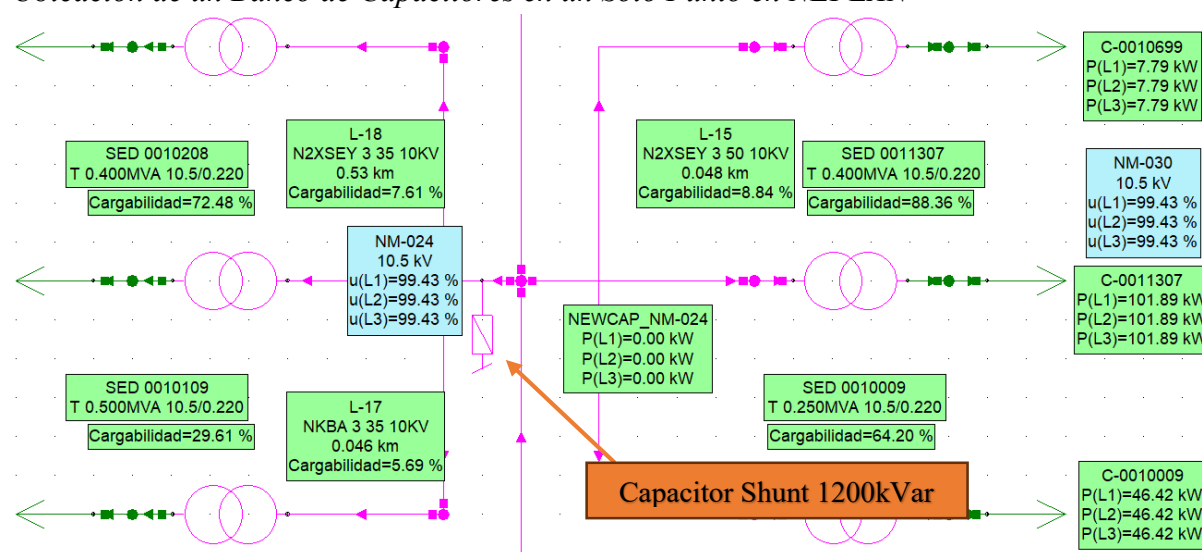 Ubicación de un Banco de Capacitores en un Solo Punto en NEPLAN
C-0010699
P(L1)=7.79 kW
P(L2)=7.79 kW
P(L3)=7.79 kW
L-18
N2XSEY 3 35 10KV
0.53 km
Cargabilidad=7.61 %
L-15
N2XSEY 3 50 10KV
0.048 km
Cargabilidad=8.84 %
SED 0010208
T 0.400MVA 10.5/0.220
Cargabilidad=72.48 %
SED 0011307
T 0.400MVA 10.5/0.220
Cargabilidad=88.36 %
NM-030
10.5 kV
u(L1)=99.43 %
u(L2)=99.43 %
u(L3)=99.43 %
NM-024
10.5 kV
u(L1)=99.43 %
u(L2)=99.43 %
u(L3)=99.43 %
C-0011307
P(L1)=101.89 kW
P(L2)=101.89 kW
P(L3)=101.89 kW
NEWCAP_NM-024
P(L1)=0.00 kW
P(L2)=0.00 kW
P(L3)=0.00 kW
SED 0010109
T 0.500MVA 10.5/0.220
Cargabilidad=29.61 %
L-17
NKBA 3 35 10KV
0.046 km
Cargabilidad=5.69 %
SED 0010009
T 0.250MVA 10.5/0.220
Cargabilidad=64.20 %
Capacitor Shunt 1200kVar
C-0010009
P(L1)=46.42 kW
P(L2)=46.42 kW
P(L3)=46.42 kW